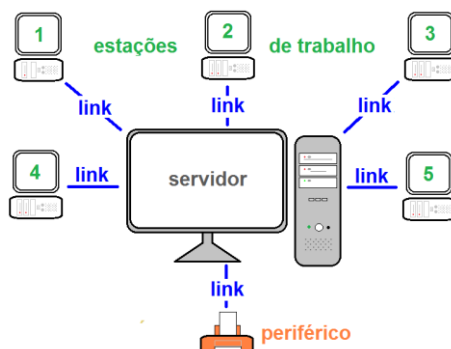 1
estações
2
de trabalho
3
link
link
link
4
link
servidor
link
5
link
periférico